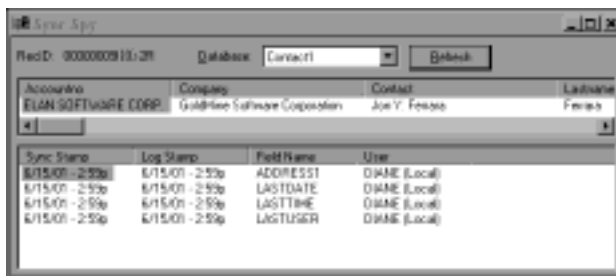 Sync Spy
RecID: Database: Contact1 Refresh
Accountno Company Contact Lastname
ELAN SOFTWARE CORP. GoldMine Software Corporation Jon V. Ferrara Ferrara
Sync Stamp Log Stamp Field Name User
6/15/01 - 2:59p 6/15/01 - 2:59p ADDRESS1 DIANE (Local)
6/15/01 - 2:59p 6/15/01 - 2:59p LASTDATE DIANE (Local)
6/15/01 - 2:59p 6/15/01 - 2:59p LASTTIME DIANE (Local)
6/15/01 - 2:59p 6/15/01 - 2:59p LASTUSER DIANE (Local)